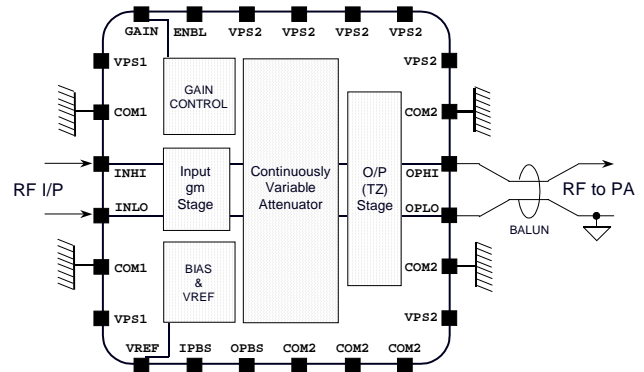 GAIN ENBL VPS2 VPS2 VPS2 VPS2
VPS1
VPS2
GAIN
CONTROL
COM1
COM2
INHI
Input
gm
Stage
Continuously
Variable
Attenuator
O/P
(TZ)
Stage
OPHI
RF I/P
RF to PA
INLO
OPLO
BALUN
COM1
BIAS
&
VREF
COM2
VPS1
VPS2
VREF IPBS OPBS COM2 COM2 COM2